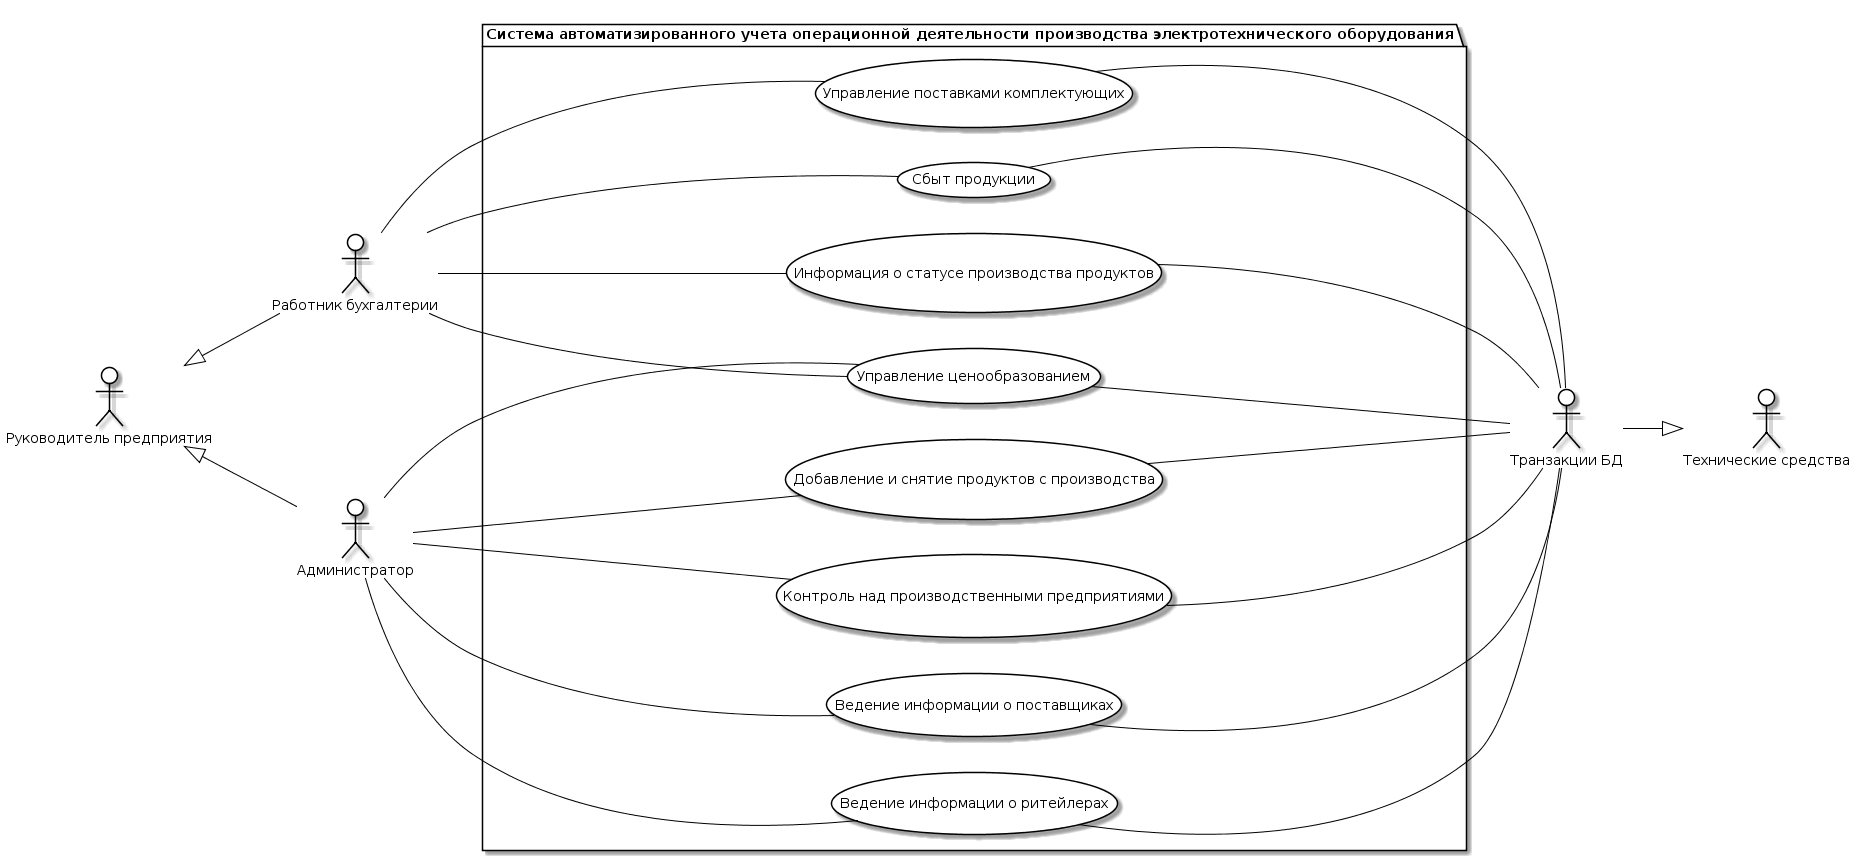 Система автоматизированного учета операционной деятельности производства электротехнического оборудования
Управление поставками комплектующих
Сбыт продукции
Информация о статусе производства продуктов
Работник бухгалтерии
Управление ценообразованием
Руководитель предприятия
Транзакции БД
Технические средства
Добавление и снятие продуктов с производства
Администратор
Контроль над производственными предприятиями
Ведение информации о поставщиках
Ведение информации о ритейлерах